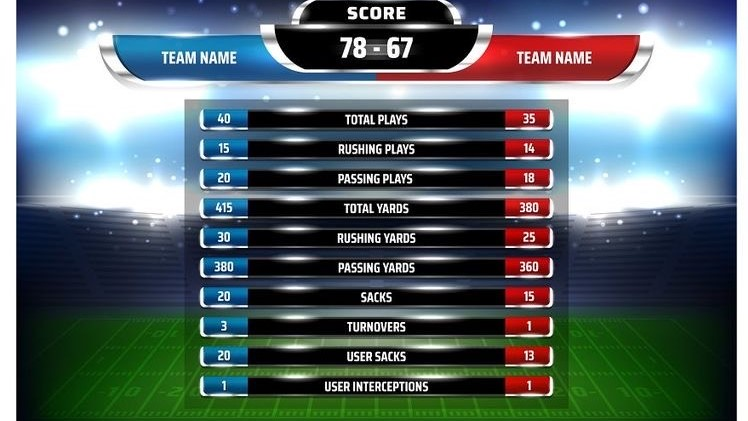 SCORE
TEAM NAME 78 - 67 TEAM NAME
40 TOTAL PLAYS 35
15 RUSHING PLAYS 14
20 PASSING PLAYS 18
415 TOTAL YARDS 380
30 RUSHING YARDS 25
380 PASSING YARDS 360
20 SACKS 15
3 TURNOVERS 1
20 USER SACKS 13
1 USER INTERCEPTIONS 1